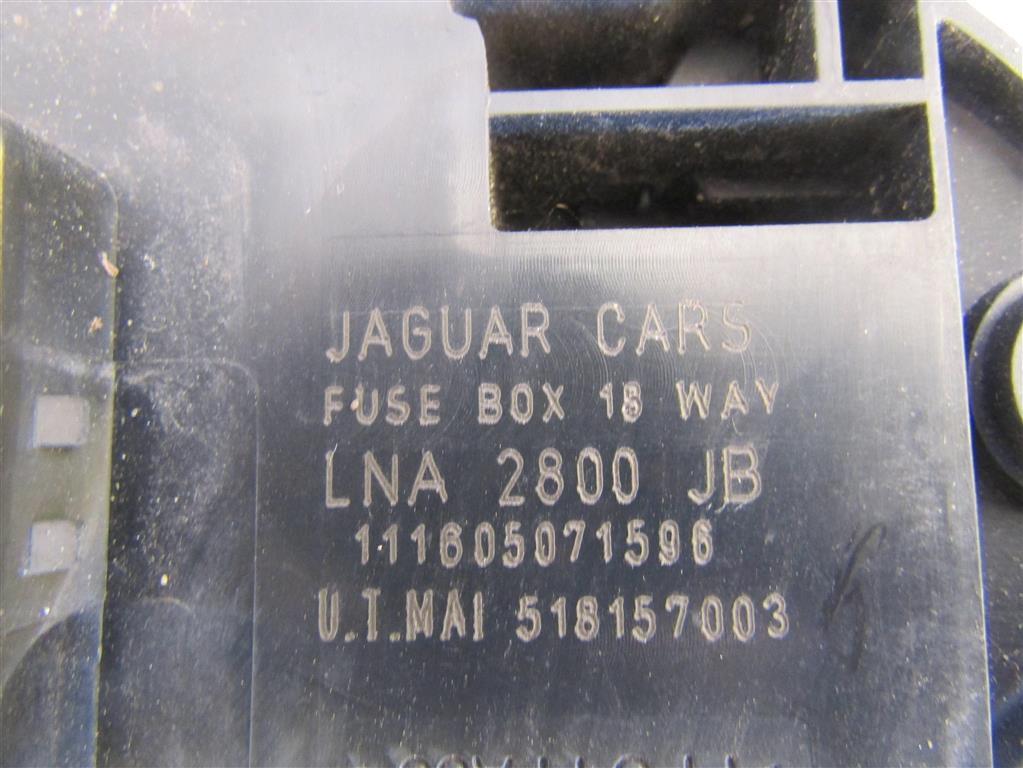 JAGUAR CARS
FUSE BOX 18 WAY
LNA 2800 JB
111605071596
U.T.MAI 518157003